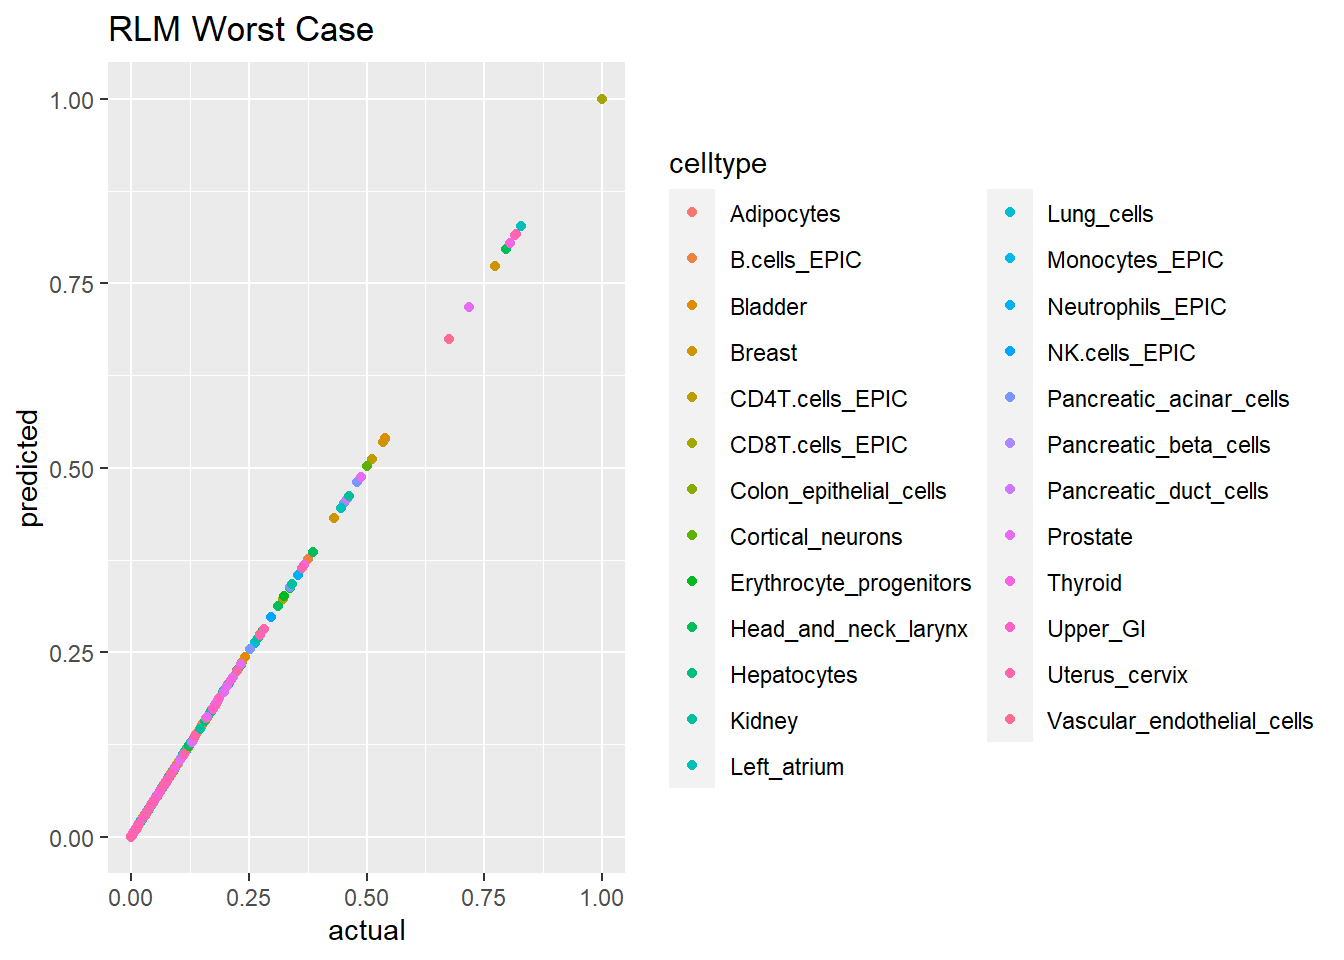 RLM Worst Case
1.00
0.75
0.50
0.25
0.00
predicted
0.00 0.25 0.50 0.75 1.00
actual
celltype
Adipocytes
B.cells_EPIC
Bladder
Breast
CD4T.cells_EPIC
CD8T.cells_EPIC
Colon_epithelial_cells
Cortical_neurons
Erythrocyte_progenitors
Head_and_neck_larynx
Hepatocytes
Kidney
Left_atrium
Lung_cells
Monocytes_EPIC
Neutrophils_EPIC
NK.cells_EPIC
Pancreatic_acinar_cells
Pancreatic_beta_cells
Pancreatic_duct_cells
Prostate
Thyroid
Upper_GI
Uterus_cervix
Vascular_endothelial_cells